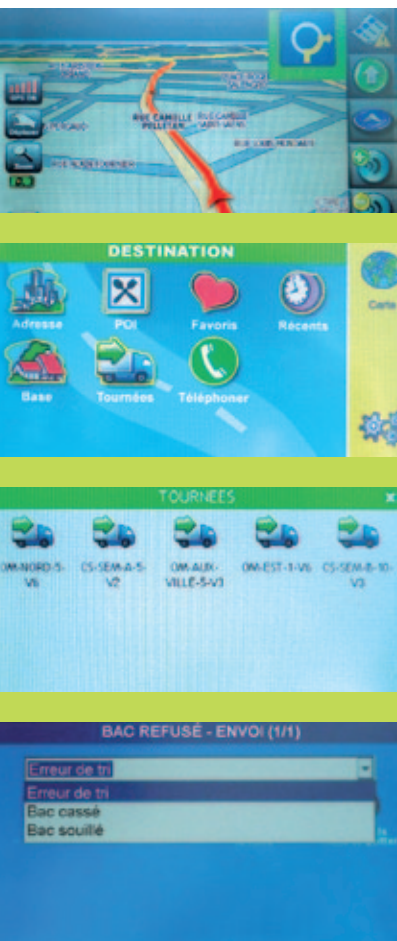 RUE CAMILLE
PELLETAN
DESTINATION
Adresse
POI
Favoris
Récents
Carte
Base
Tournées
Téléphoner
TOURNEES
x
OM-NORD-5-
V6
CS-SEM-A-5-
V2
OM-AUX-
VILLE-5-V3
OM-EST-1-V6
CS-SEM-B-10-
V3
BAC REFUSÉ - ENVOI (1/1)
Erreur de tri
Erreur de tri
Bac cassé
Bac souillé